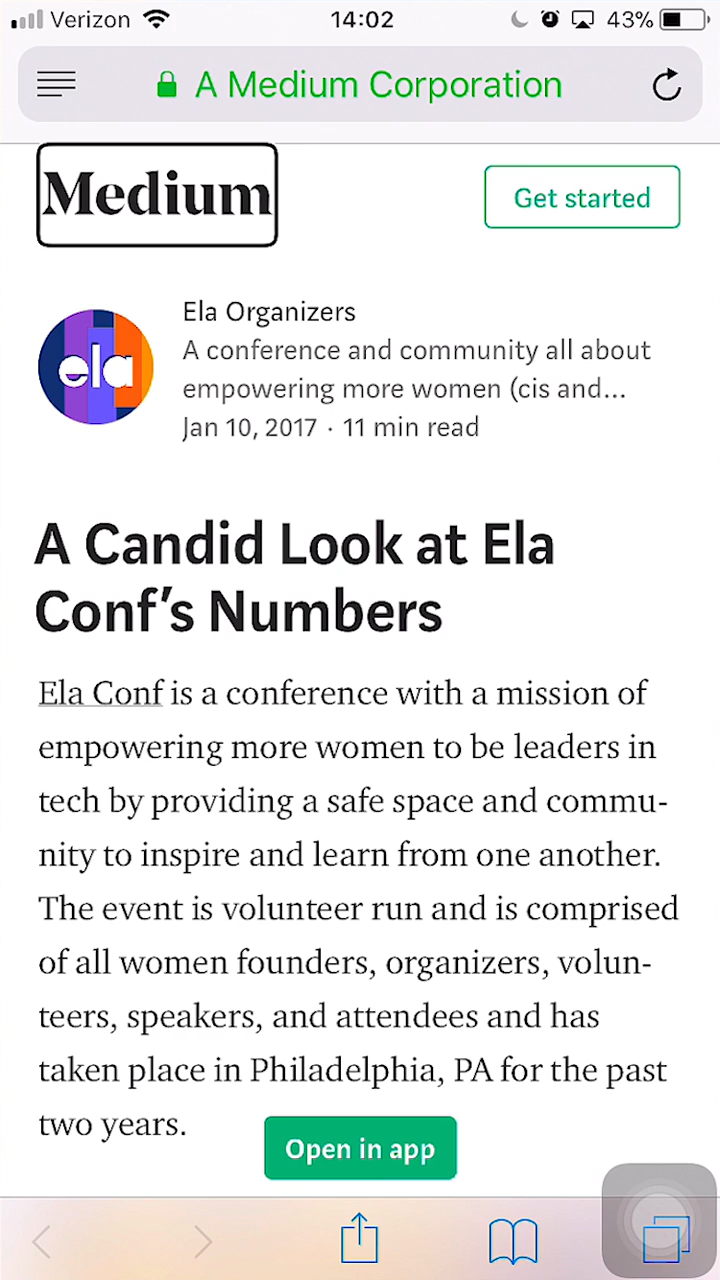 Verizon 14:02 43%
A Medium Corporation
Medium
Get started
ela
Ela Organizers
A conference and community all about
empowering more women (cis and...
Jan 10, 2017 · 11 min read
A Candid Look at Ela
Conf’s Numbers
Ela Conf is a conference with a mission of
empowering more women to be leaders in
tech by providing a safe space and commu-
nity to inspire and learn from one another.
The event is volunteer run and is comprised
of all women founders, organizers, volun-
teers, speakers, and attendees and has
taken place in Philadelphia, PA for the past
two years.
Open in app